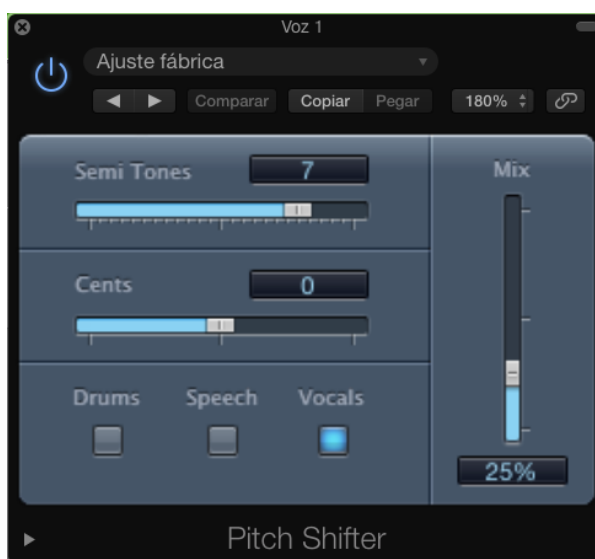 Voz 1
Ajuste fábrica
Comparar Copiar Pegar 180%
Semi Tones 7 Mix
Cents 0
Drums Speech Vocals
25%
Pitch Shifter